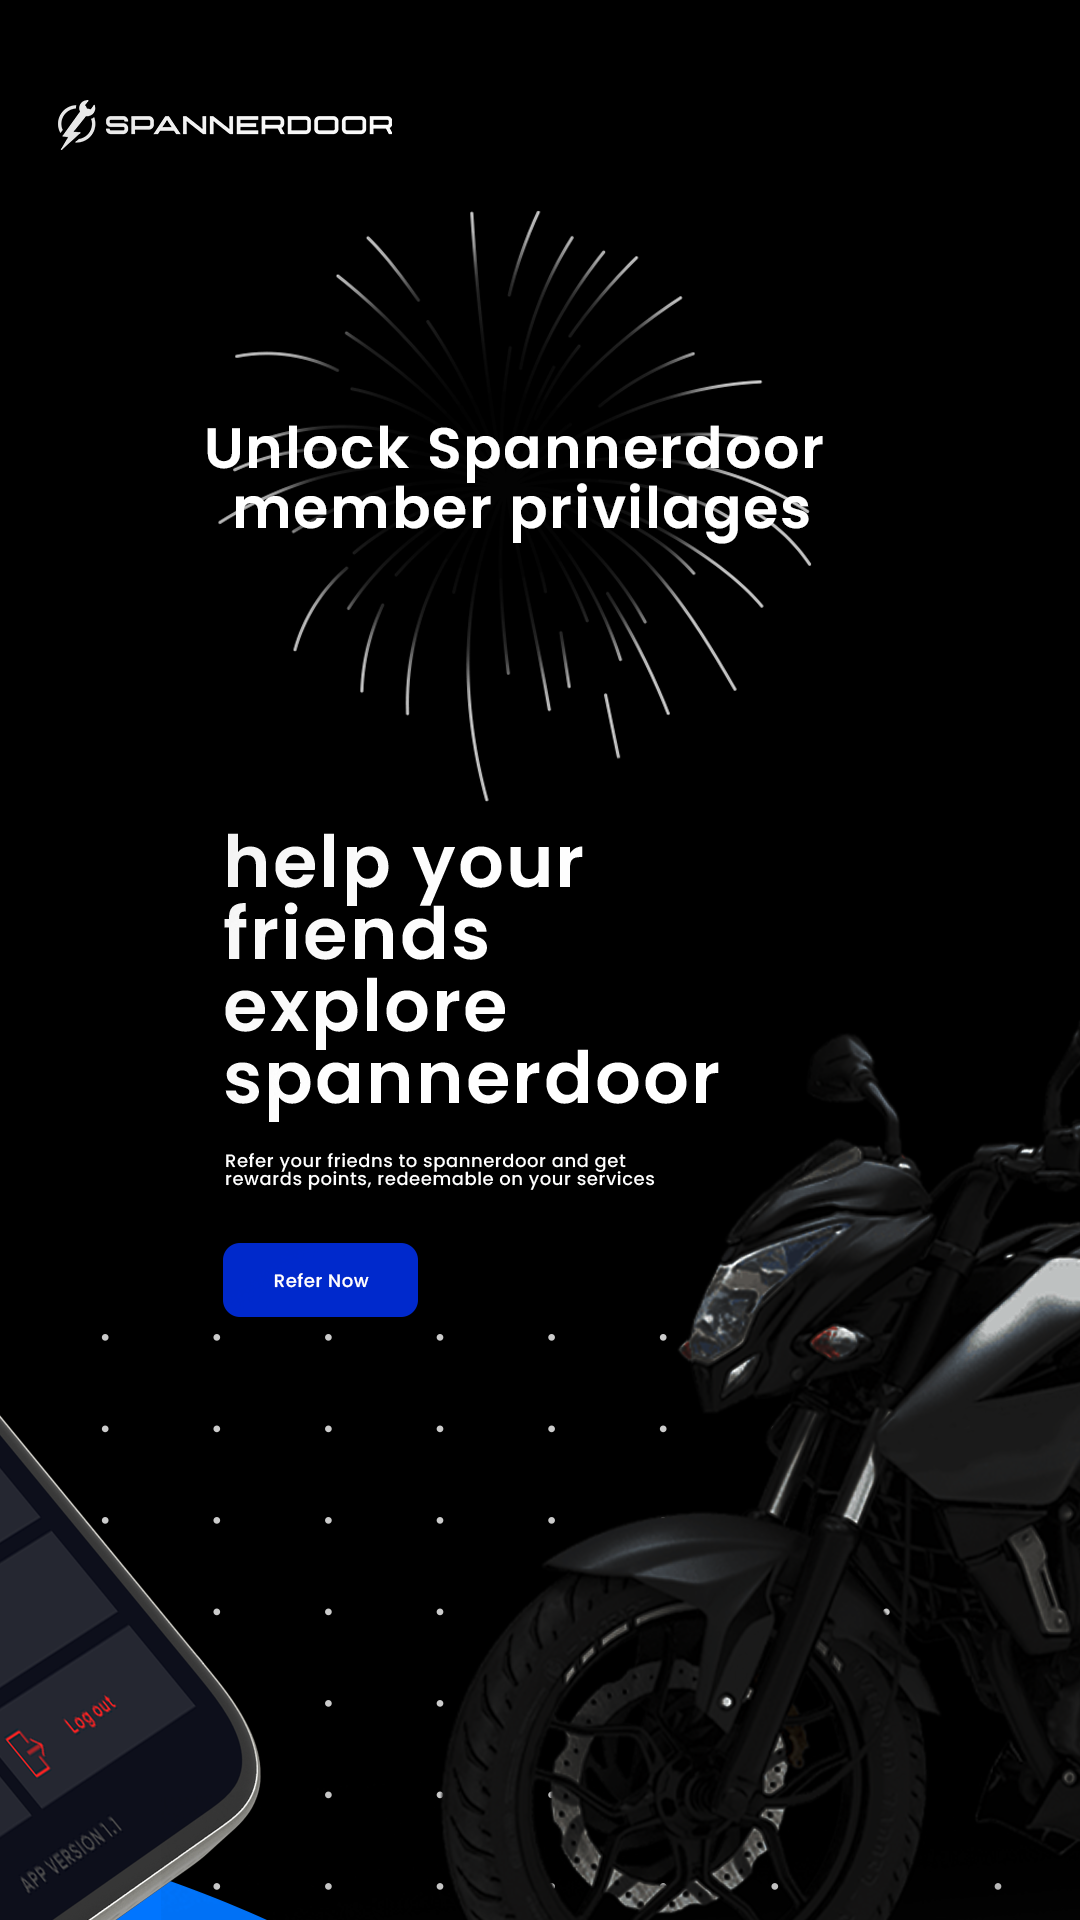 SPANNERDOOR
Unlock Spannerdoor
member privilages
help your
friends
explore
spannerdoor
Refer your friedns to spannerdoor and get
rewards points, redeemable on your services
Refer Now
Log out
APP VERSION 1.1